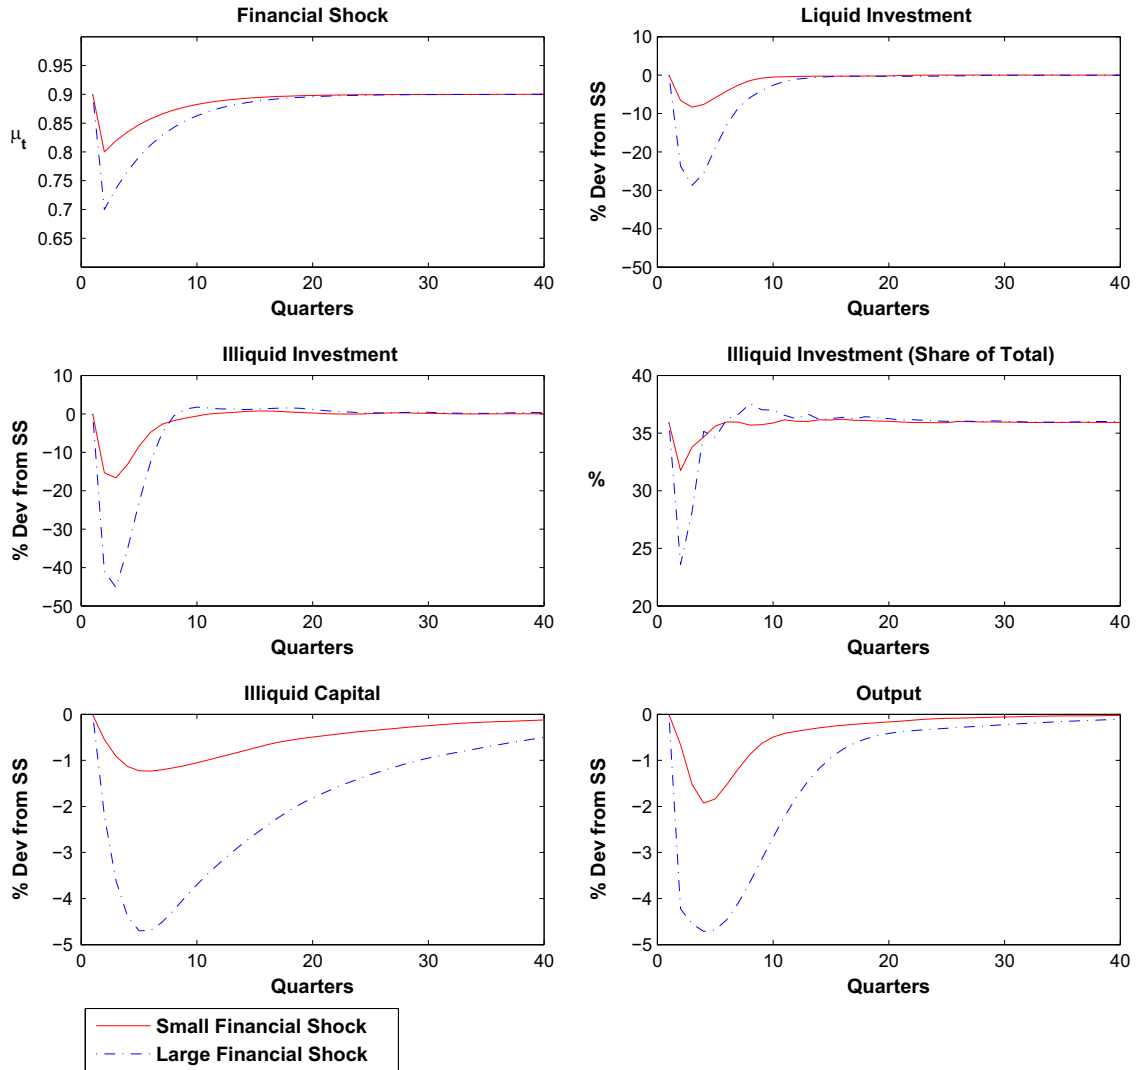 Financial Shock
0.95
0.9
0.85
0.8
0.75
0.7
0.65
μt
0 10 20 30 40
Quarters
Liquid Investment
10
0
−10
−20
−30
−40
−50
% Dev from SS
0 10 20 30 40
Quarters
Illiquid Investment
10
0
−10
−20
−30
−40
−50
% Dev from SS
0 10 20 30 40
Quarters
Illiquid Investment (Share of Total)
40
35
30
25
20
%
0 10 20 30 40
Quarters
Illiquid Capital
0
−1
−2
−3
−4
−5
% Dev from SS
0 10 20 30 40
Quarters
Output
0
−1
−2
−3
−4
−5
% Dev from SS
0 10 20 30 40
Quarters
Small Financial Shock
Large Financial Shock